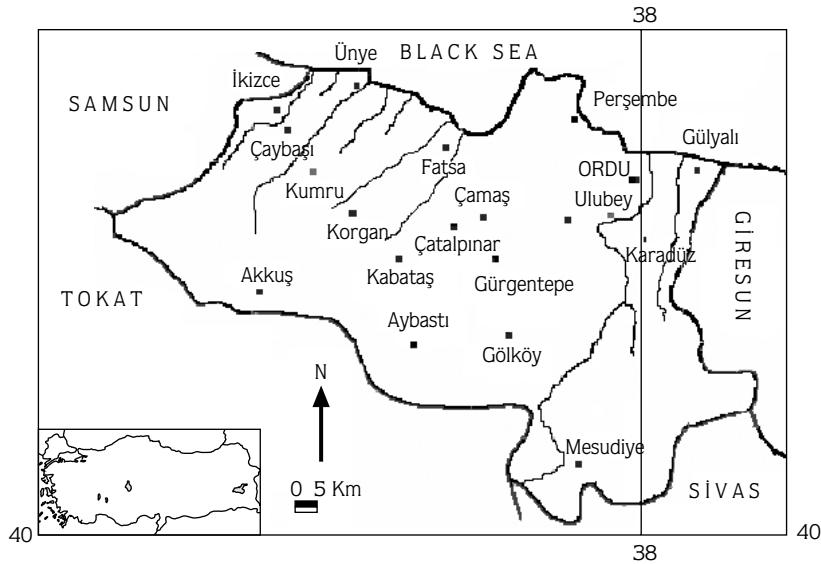 38
Ünye
BLACK SEA
İkizce
SAMSUN
Perşembe
Çaybaşı
Gülyalı
Fatsa
ORDU
Kumru
Çamaş
Ulubey
Korgan
Çatalpınar
GİRESUN
Karadüz
Akkuş
Kabataş
Gürgentepe
TOKAT
Aybastı
Gölköy
N
Mesudiye
0 5 Km
SİVAS
40
40
38